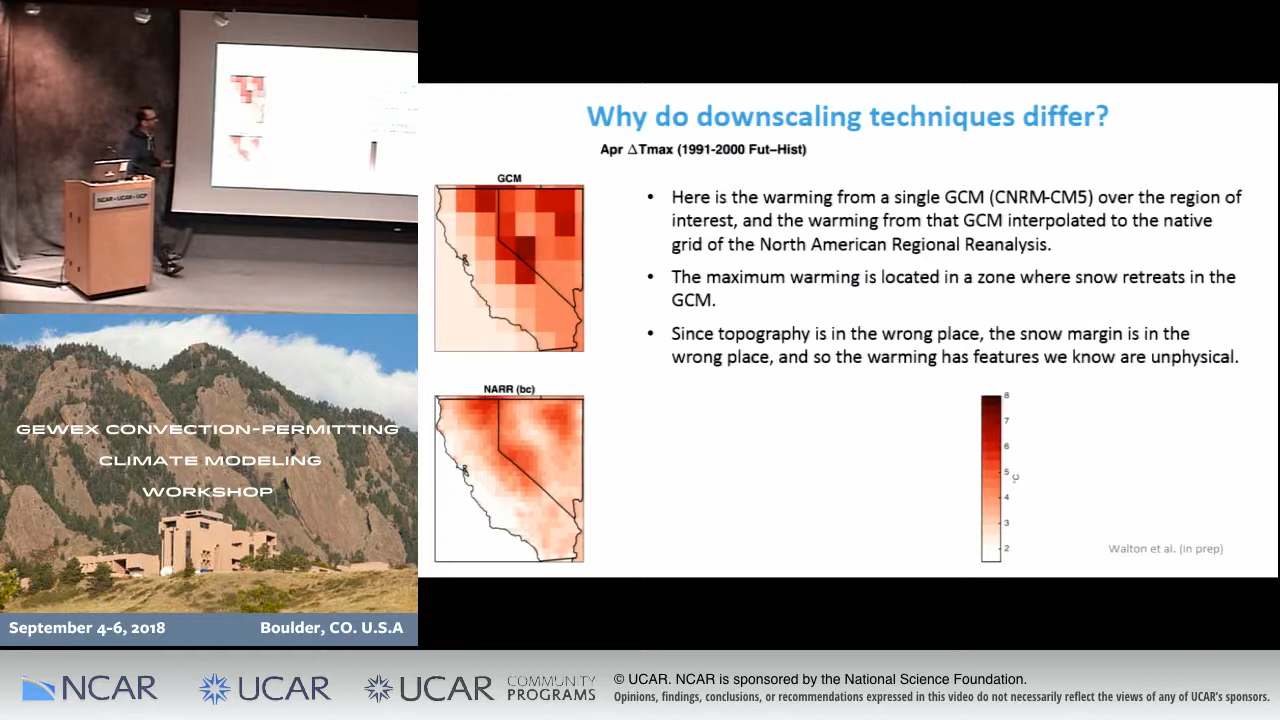 Why do downscaling techniques differ?
Apr ΔTmax (1991-2000 Fut–Hist)
GCM
• Here is the warming from a single GCM (CNRM-CM5) over the region of
interest, and the warming from that GCM interpolated to the native
grid of the North American Regional Reanalysis.
• The maximum warming is located in a zone where snow retreats in the
GCM.
• Since topography is in the wrong place, the snow margin is in the
wrong place, and so the warming has features we know are unphysical.
NARR (bc)
8
7
6
5
°C
4
3
2
Walton et al. (in prep)
NCAR • UCAR • UCP
GEWEX CONVECTION-PERMITTING
CLIMATE MODELING
WORKSHOP
September 4-6, 2018
Boulder, CO. U.S.A
NCAR
UCAR
UCAR
COMMUNITY
PROGRAMS
© UCAR. NCAR is sponsored by the National Science Foundation.
Opinions, findings, conclusions, or recommendations expressed in this video do not necessarily reflect the views of any of UCAR's sponsors.